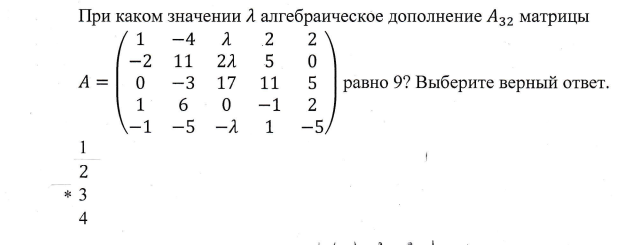 При каком значении λ алгебраическое дополнение A₃₂ матрицы
1 −4 λ 2 2
−2 11 2λ 5 0
A = 0 −3 17 11 5 равно 9? Выберите верный ответ.
1 6 0 −1 2
−1 −5 −λ 1 −5
1
2
* 3
4